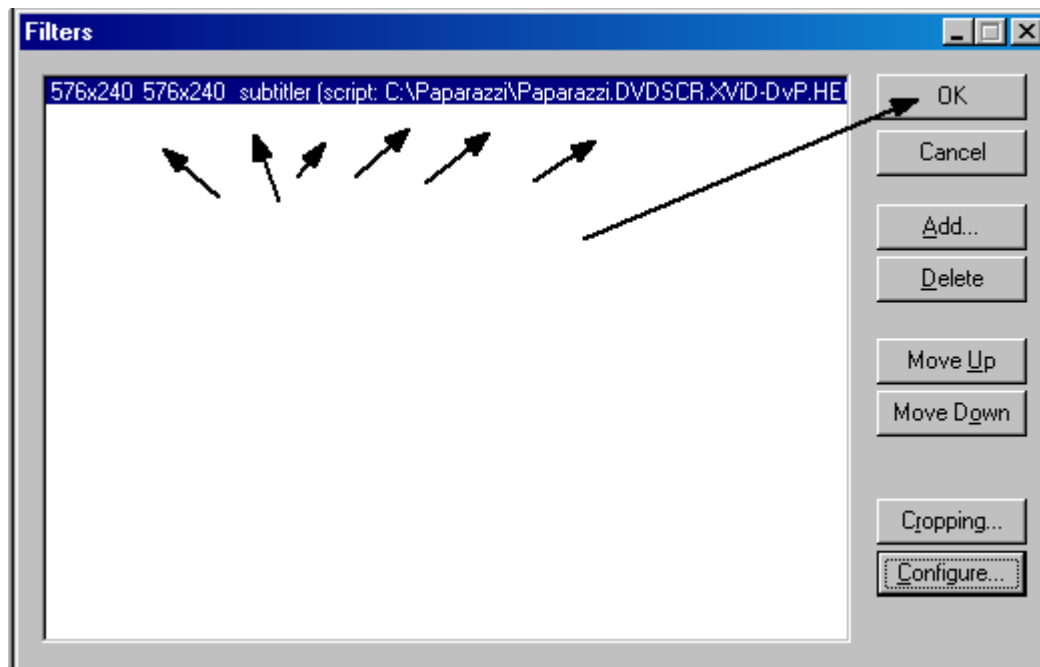 Filters
576x240 576x240 subtitler (script: C:\Paparazzi\Paparazzi.DVDSCR.XViD-DvP.HE
OK
Cancel
Add...
Delete
Move Up
Move Down
Cropping...
Configure...